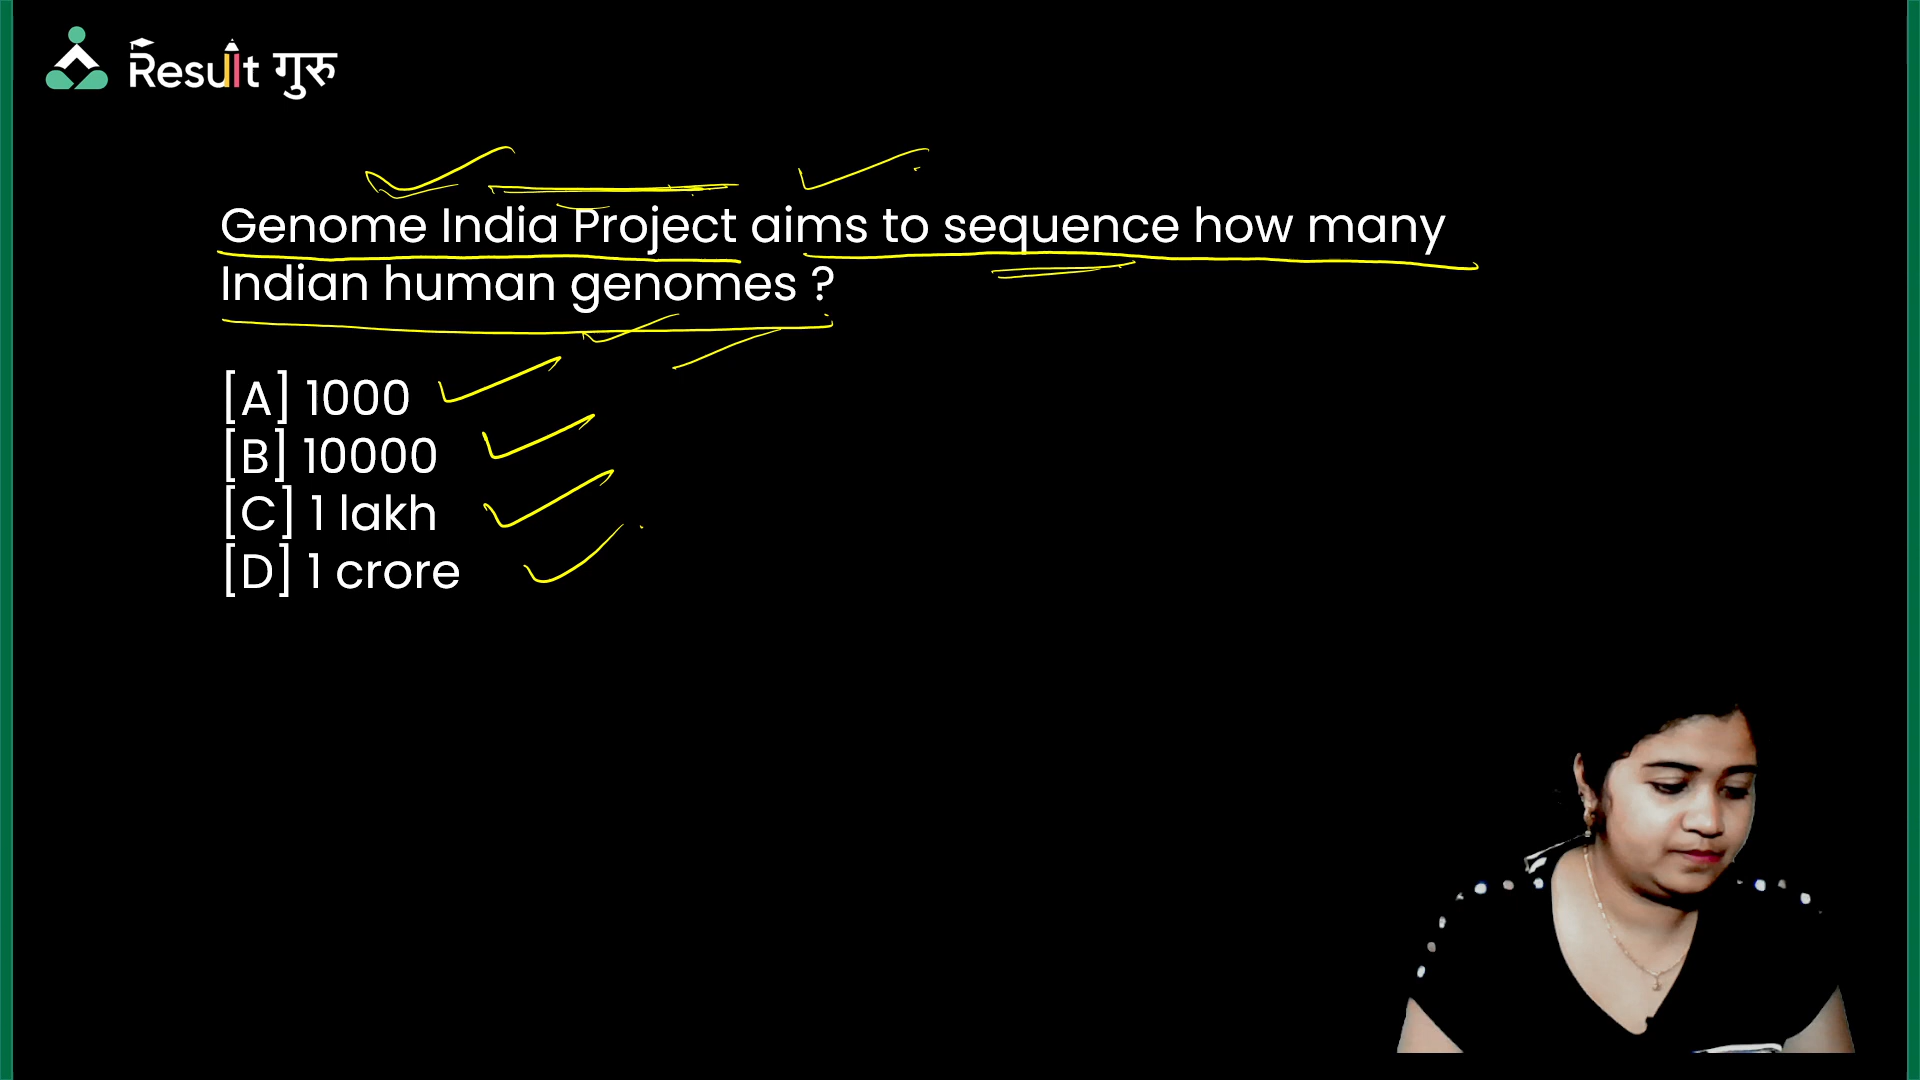 Result गुरु
Genome India Project aims to sequence how many
Indian human genomes ?
[A] 1000
[B] 10000
[C] 1 lakh
[D] 1 crore